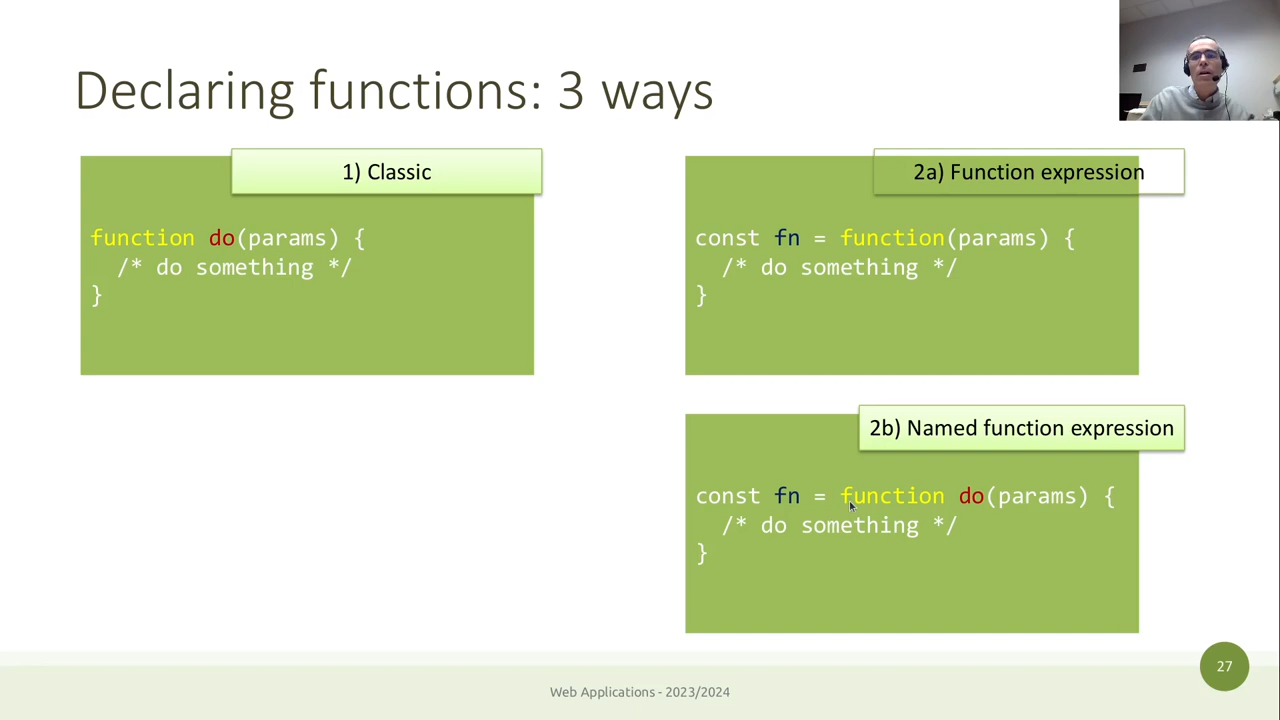 Declaring functions: 3 ways
1) Classic
function do(params) {
  /* do something */
}
2a) Function expression
const fn = function(params) {
  /* do something */
}
2b) Named function expression
const fn = function do(params) {
  /* do something */
}
27
Web Applications - 2023/2024